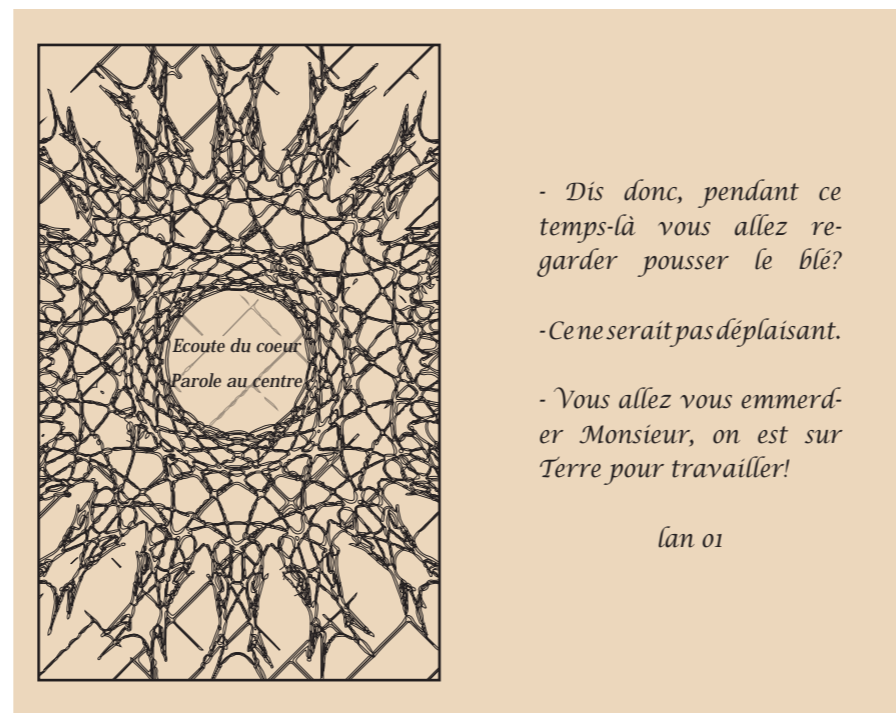 Ecoute du coeur
Parole au centre
- Dis donc, pendant ce
temps-là vous allez re-
garder pousser le blé?
-Ce ne serait pas déplaisant.
- Vous allez vous emmerd-
er Monsieur, on est sur
Terre pour travailler!
lan 01